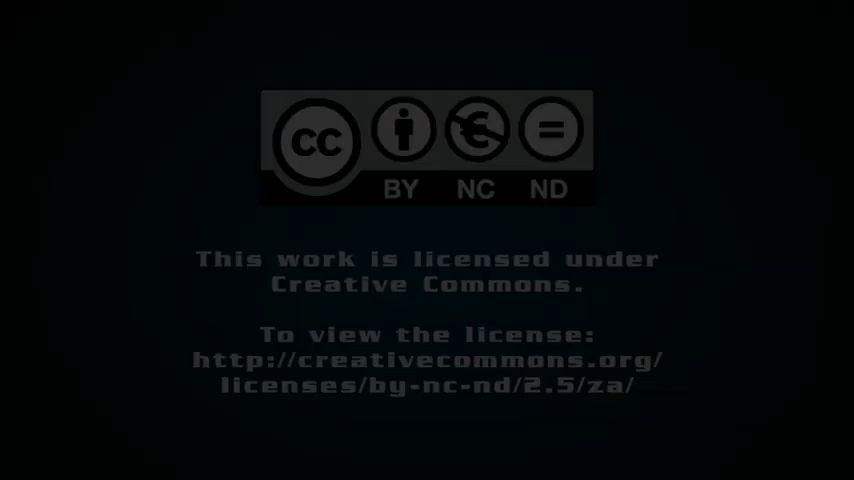 CC
BY NC ND
This work is licensed under
Creative Commons.
To view the license:
http://creativecommons.org/
licenses/by-nc-nd/2.5/za/